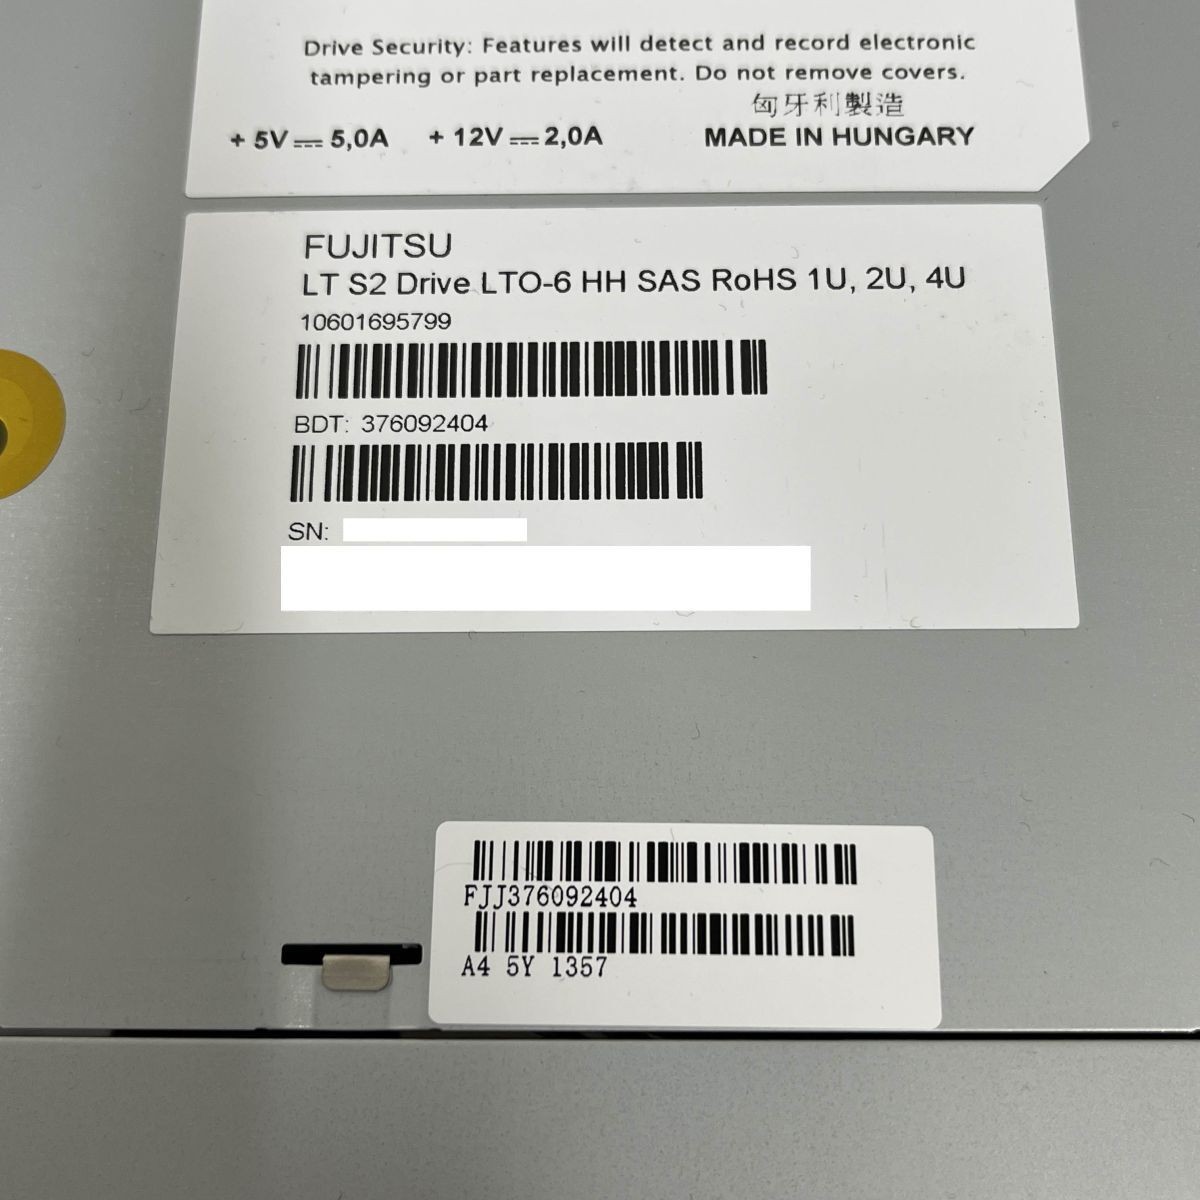 Drive Security: Features will detect and record electronic
tampering or part replacement. Do not remove covers.
匈牙利製造
+ 5V⎓5,0A + 12V⎓2,0A MADE IN HUNGARY
FUJITSU
LT S2 Drive LTO-6 HH SAS RoHS 1U, 2U, 4U
10601695799
BDT: 376092404
SN:
FJJ376092404
A4 5Y 1357